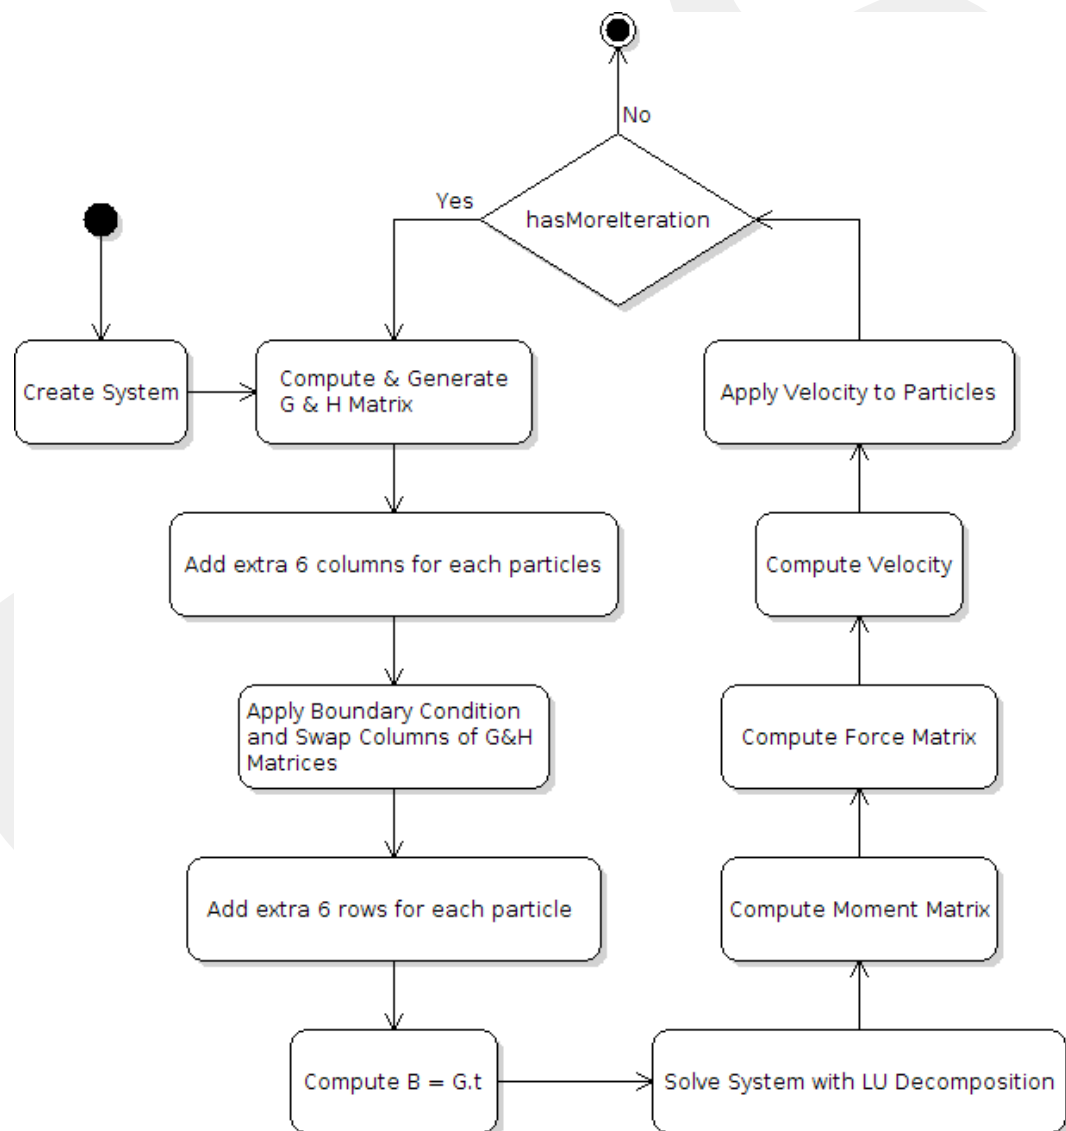 No
Yes
hasMoreIteration
Create System
Compute & Generate
G & H Matrix
Apply Velocity to Particles
Add extra 6 columns for each particles
Compute Velocity
Apply Boundary Condition
and Swap Columns of G&H
Matrices
Compute Force Matrix
Add extra 6 rows for each particle
Compute Moment Matrix
Compute B = G.t
Solve System with LU Decomposition